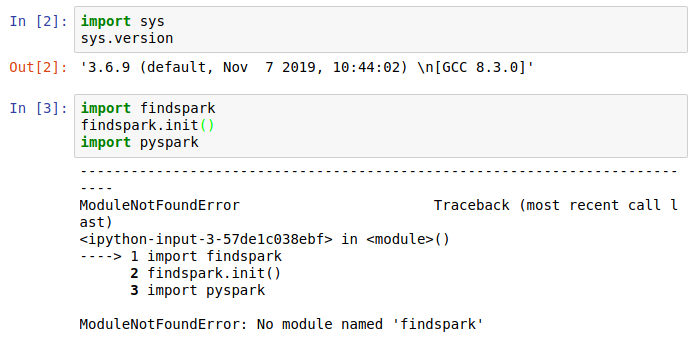 In [2]: import sys
sys.version
Out[2]: '3.6.9 (default, Nov  7 2019, 10:44:02) \n[GCC 8.3.0]'
In [3]: import findspark
findspark.init()
import pyspark
-----------------------------------------------------------------------
----
ModuleNotFoundError                       Traceback (most recent call l
ast)
<ipython-input-3-57de1c038ebf> in <module>()
----> 1 import findspark
      2 findspark.init()
      3 import pyspark
ModuleNotFoundError: No module named 'findspark'